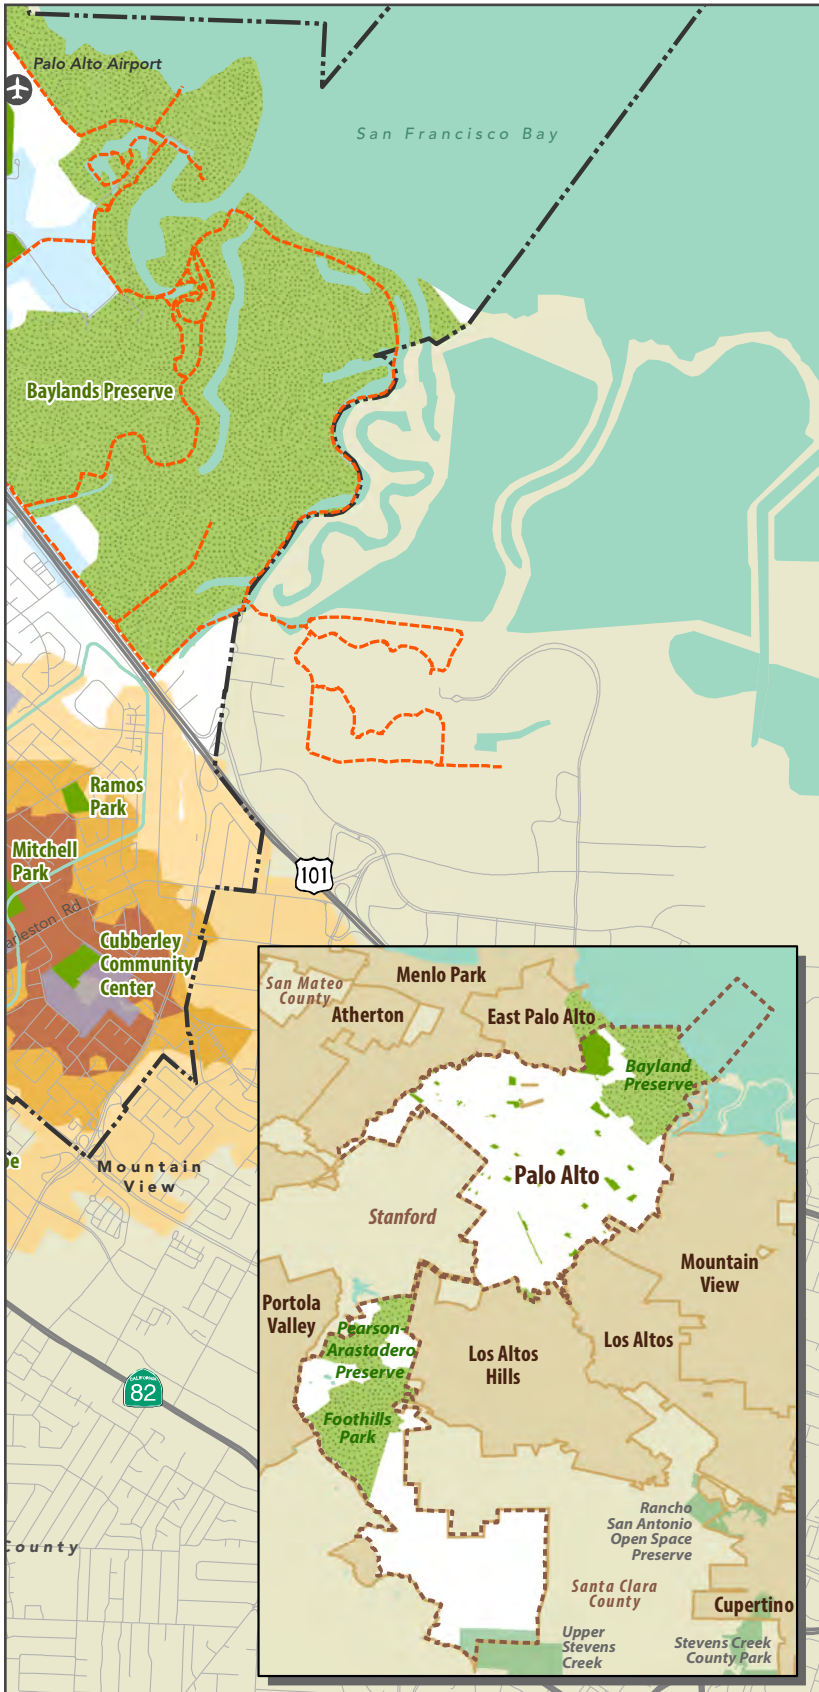 Palo Alto Airport
San Francisco Bay
Baylands Preserve
Ramos
Park
Mitchell
Park
arleston Rd
Cubberley
Community
Center
101
Mountain
View
CALIFORNIA
82
County
San Mateo
County
Menlo Park
Atherton
East Palo Alto
Bayland
Preserve
Palo Alto
Stanford
Mountain
View
Portola
Valley
Pearson-
Arastadero
Preserve
Los Altos
Hills
Los Altos
Foothills
Park
Rancho
San Antonio
Open Space
Preserve
Santa Clara
County
Cupertino
Upper
Stevens
Creek
Stevens Creek
County Park